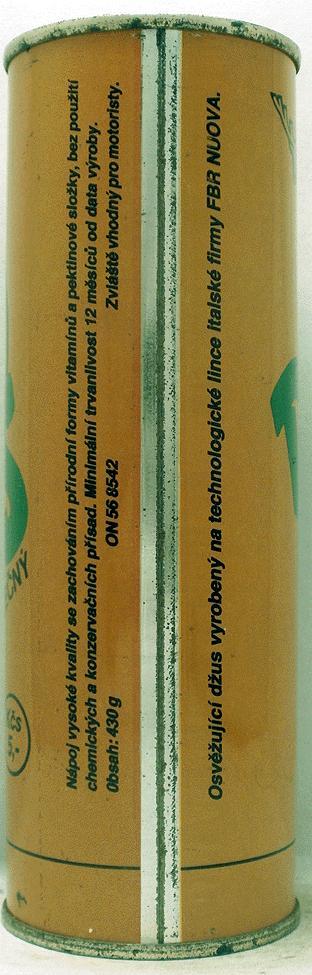 Nápoj vysoké kvality se zachováním přírodní formy vitamínů a pektinové složky, bez použití
chemických a konzervačních přísad. Minimální trvanlivost 12 měsíců od data výroby.
Obsah: 430 g ON 56 8542 Zvláště vhodný pro motoristy.
Osvěžující džus vyrobený na technologické lince italské firmy FBR NUOVA.
Kčs
5.-